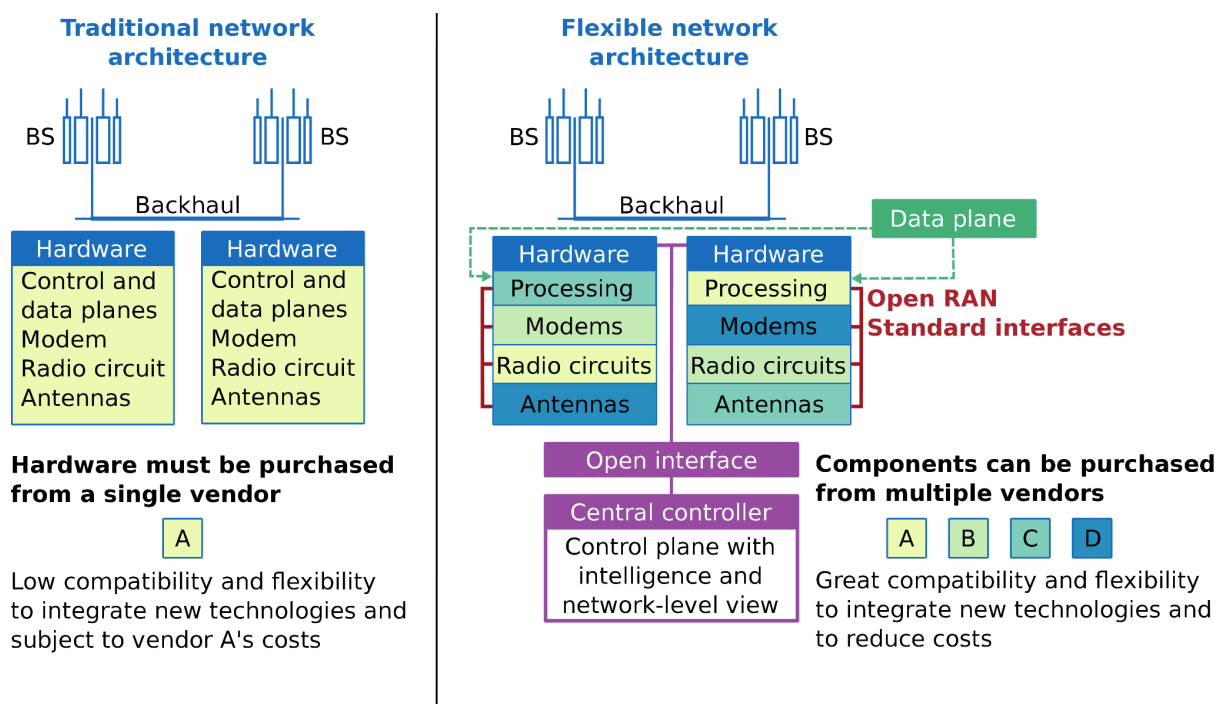 Traditional network
architecture
BS
BS
Backhaul
Hardware
Control and
data planes
Modem
Radio circuit
Antennas
Hardware
Control and
data planes
Modem
Radio circuit
Antennas
Hardware must be purchased
from a single vendor
A
Low compatibility and flexibility
to integrate new technologies and
subject to vendor A's costs
Flexible network
architecture
BS
BS
Backhaul
Data plane
Hardware
Processing
Modems
Radio circuits
Antennas
Hardware
Processing
Modems
Radio circuits
Antennas
Open RAN
Standard interfaces
Open interface
Central controller
Control plane with
intelligence and
network-level view
Components can be purchased
from multiple vendors
A
B
C
D
Great compatibility and flexibility
to integrate new technologies and
to reduce costs